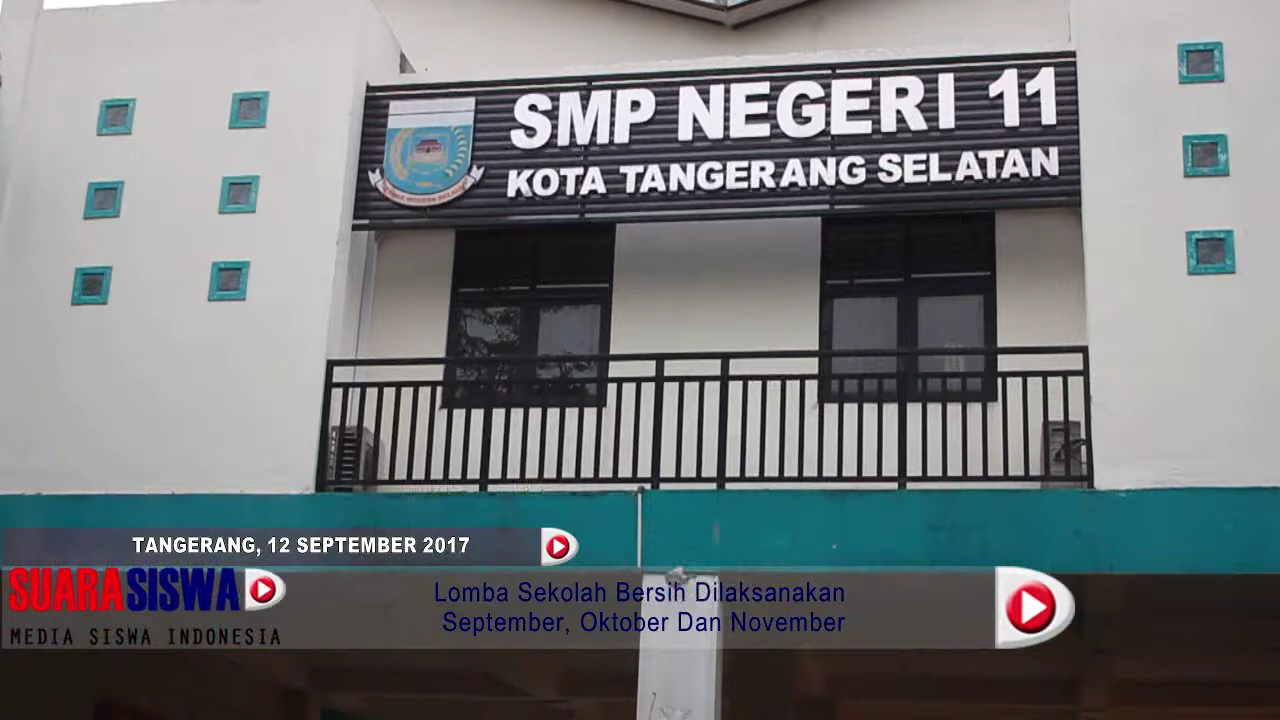 SMP NEGERI 11
KOTA TANGERANG SELATAN
TANGERANG, 12 SEPTEMBER 2017
SUARASISWA
MEDIA SISWA INDONESIA
Lomba Sekolah Bersih Dilaksanakan
September, Oktober Dan November